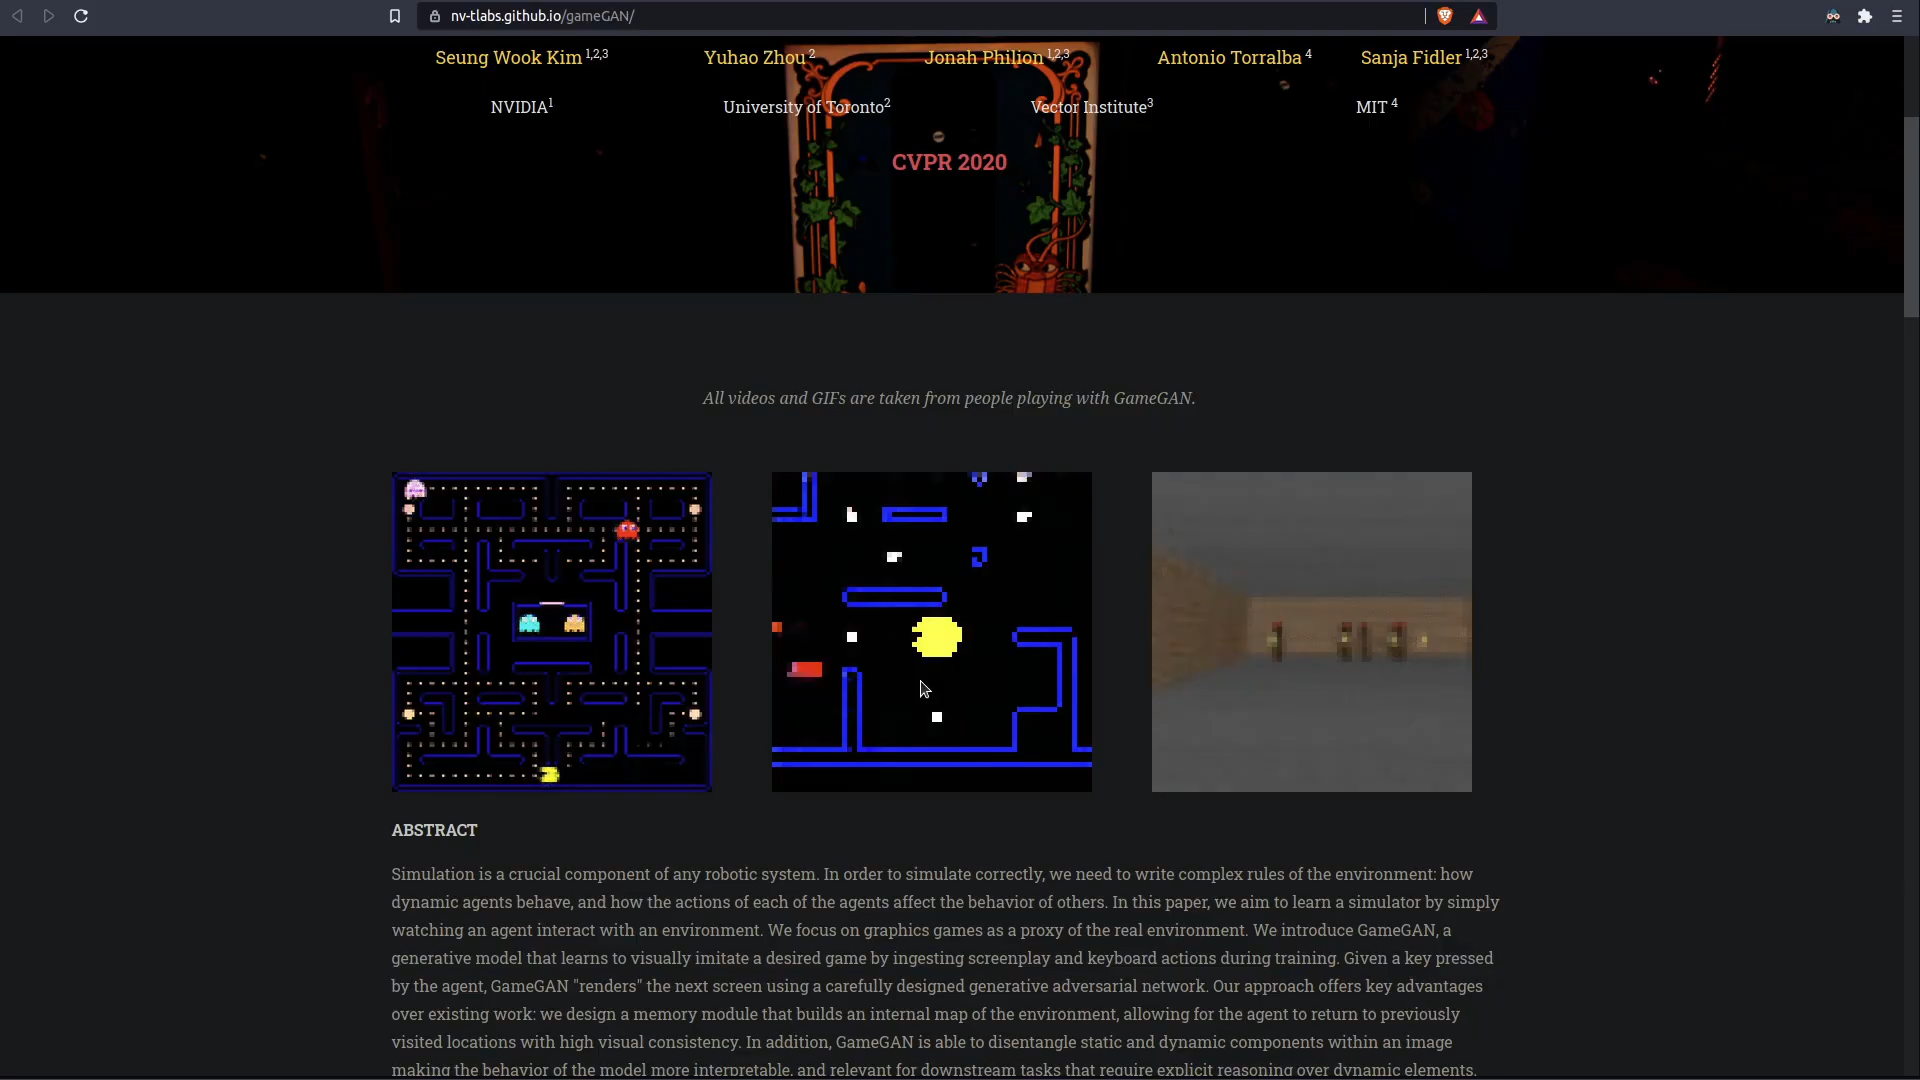 nv-tlabs.github.io/gameGAN/
Seung Wook Kim 1,2,3 Yuhao Zhou 2 Jonah Philion 1,2,3 Antonio Torralba 4 Sanja Fidler 1,2,3
NVIDIA1 University of Toronto2 Vector Institute3 MIT 4
CVPR 2020
All videos and GIFs are taken from people playing with GameGAN.
ABSTRACT
Simulation is a crucial component of any robotic system. In order to simulate correctly, we need to write complex rules of the environment: how
dynamic agents behave, and how the actions of each of the agents affect the behavior of others. In this paper, we aim to learn a simulator by simply
watching an agent interact with an environment. We focus on graphics games as a proxy of the real environment. We introduce GameGAN, a
generative model that learns to visually imitate a desired game by ingesting screenplay and keyboard actions during training. Given a key pressed
by the agent, GameGAN "renders" the next screen using a carefully designed generative adversarial network. Our approach offers key advantages
over existing work: we design a memory module that builds an internal map of the environment, allowing for the agent to return to previously
visited locations with high visual consistency. In addition, GameGAN is able to disentangle static and dynamic components within an image
making the behavior of the model more interpretable, and relevant for downstream tasks that require explicit reasoning over dynamic elements.